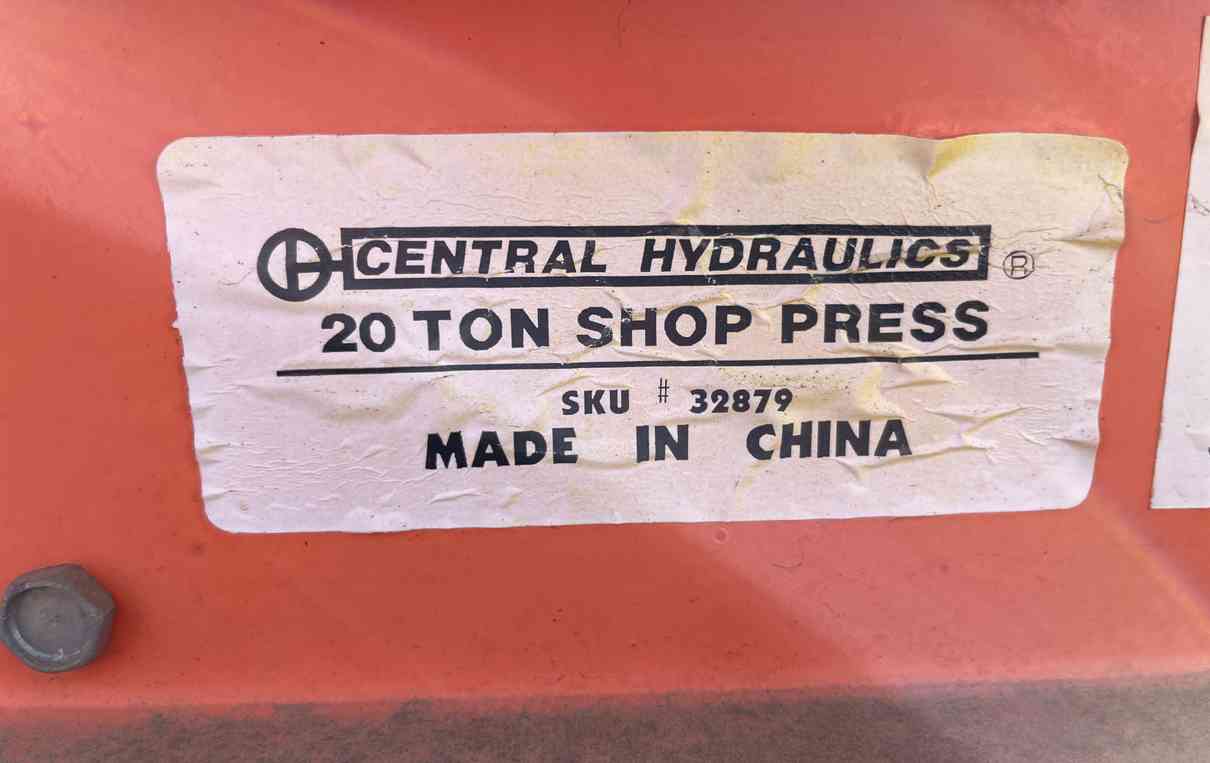 CENTRAL HYDRAULICS ®
20 TON SHOP PRESS
SKU # 32879
MADE IN CHINA